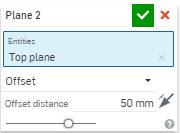 Plane 2
Entities
Top plane
Offset
Offset distance 50 mm